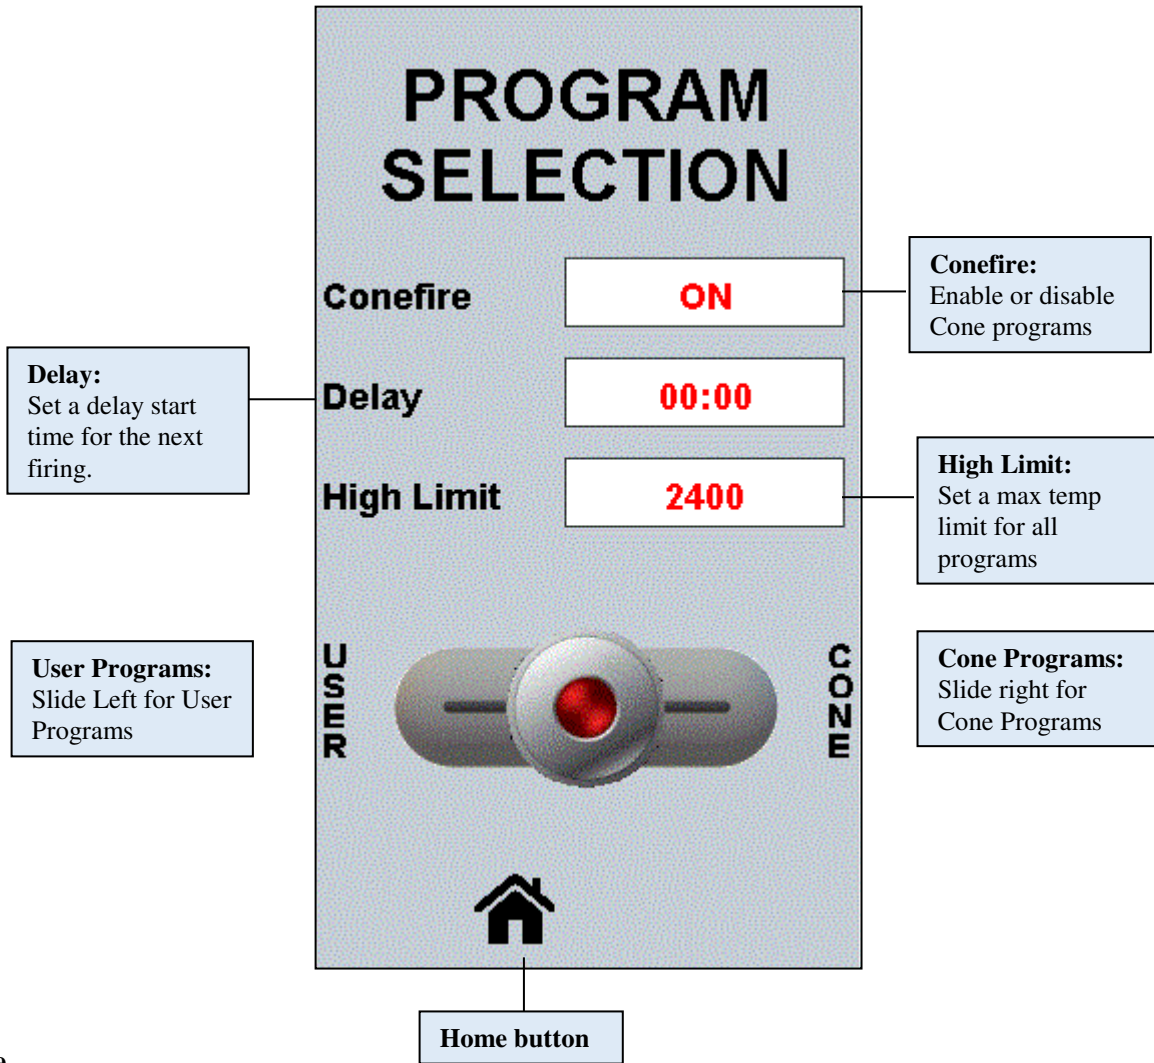 PROGRAM
SELECTION
Conefire
ON
Conefire:
Enable or disable
Cone programs
Delay:
Set a delay start
time for the next
firing.
Delay
00:00
High Limit
2400
High Limit:
Set a max temp
limit for all
programs
User Programs:
Slide Left for User
Programs
USER
CONE
Cone Programs:
Slide right for
Cone Programs
Home button